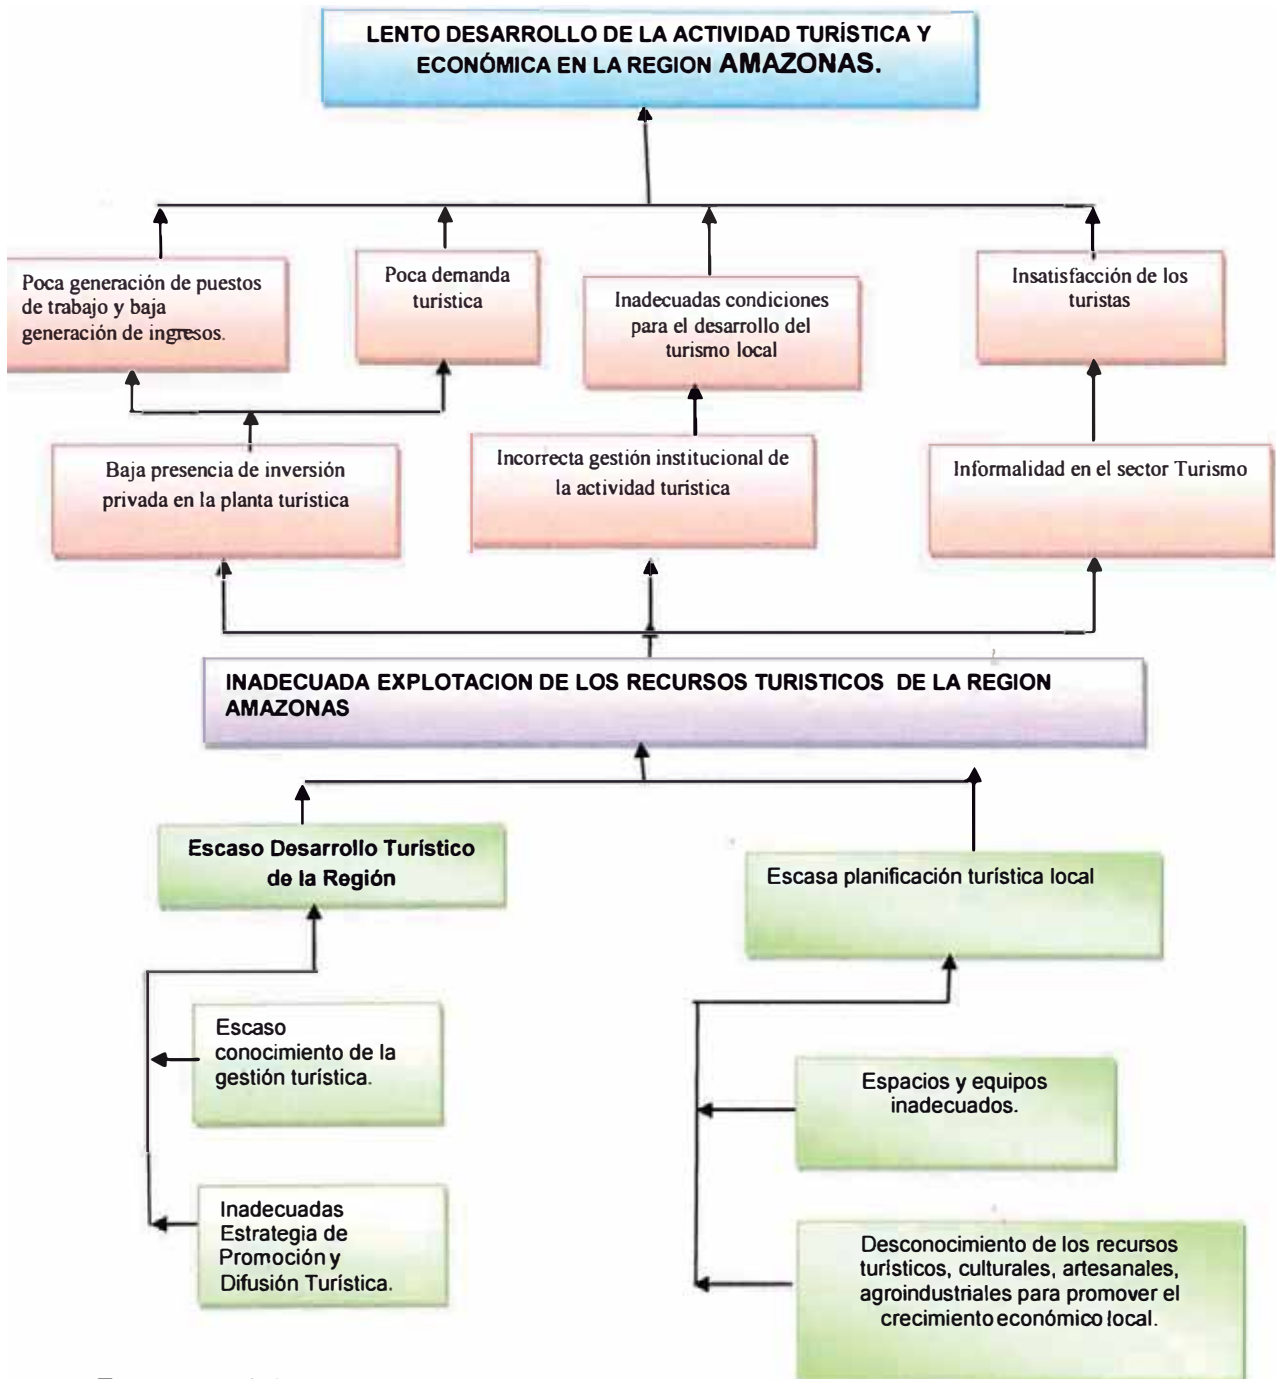 LENTO DESARROLLO DE LA ACTIVIDAD TURÍSTICA Y
ECONÓMICA EN LA REGION AMAZONAS.
Poca generación de puestos
de trabajo y baja
generación de ingresos.
Poca demanda
turistica
Inadecuadas condiciones
para el desarrollo del
turismo local
Insatisfacción de los
turistas
Baja presencia de inversión
privada en la planta turística
Incorrecta gestión institucional de
la actividad turística
Informalidad en el sector Turismo
INADECUADA EXPLOTACION DE LOS RECURSOS TURISTICOS DE LA REGION
AMAZONAS
Escaso Desarrollo Turístico
de la Región
Escasa planificación turística local
Escaso
conocimiento de la
gestión turística.
Espacios y equipos
inadecuados.
Inadecuadas
Estrategia de
Promoción y
Difusión Turística.
Desconocimiento de los recursos
turísticos, culturales, artesanales,
agroindustriales para promover el
crecimiento económico local.